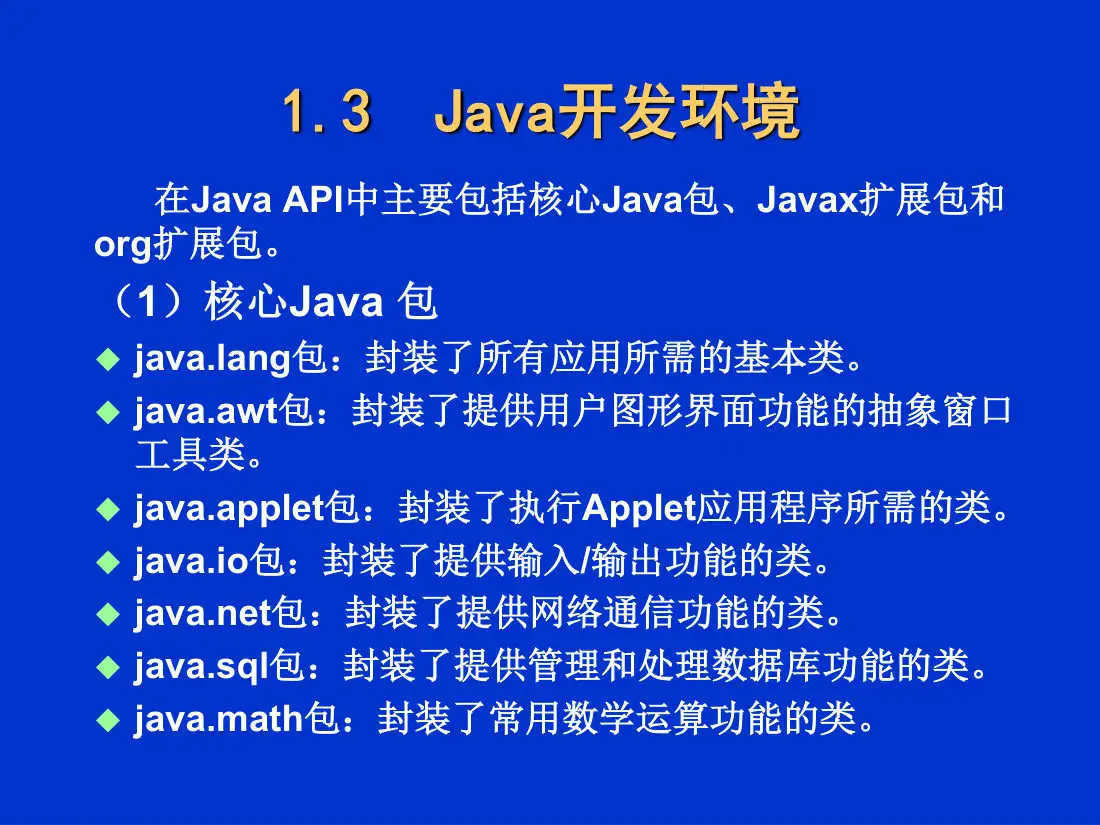 1.3 Java开发环境
在Java API中主要包括核心Java包、Javax扩展包和
org扩展包。
（1）核心Java 包
◆ java.lang包：封装了所有应用所需的基本类。
◆ java.awt包：封装了提供用户图形界面功能的抽象窗口
工具类。
◆ java.applet包：封装了执行Applet应用程序所需的类。
◆ java.io包：封装了提供输入/输出功能的类。
◆ java.net包：封装了提供网络通信功能的类。
◆ java.sql包：封装了提供管理和处理数据库功能的类。
◆ java.math包：封装了常用数学运算功能的类。